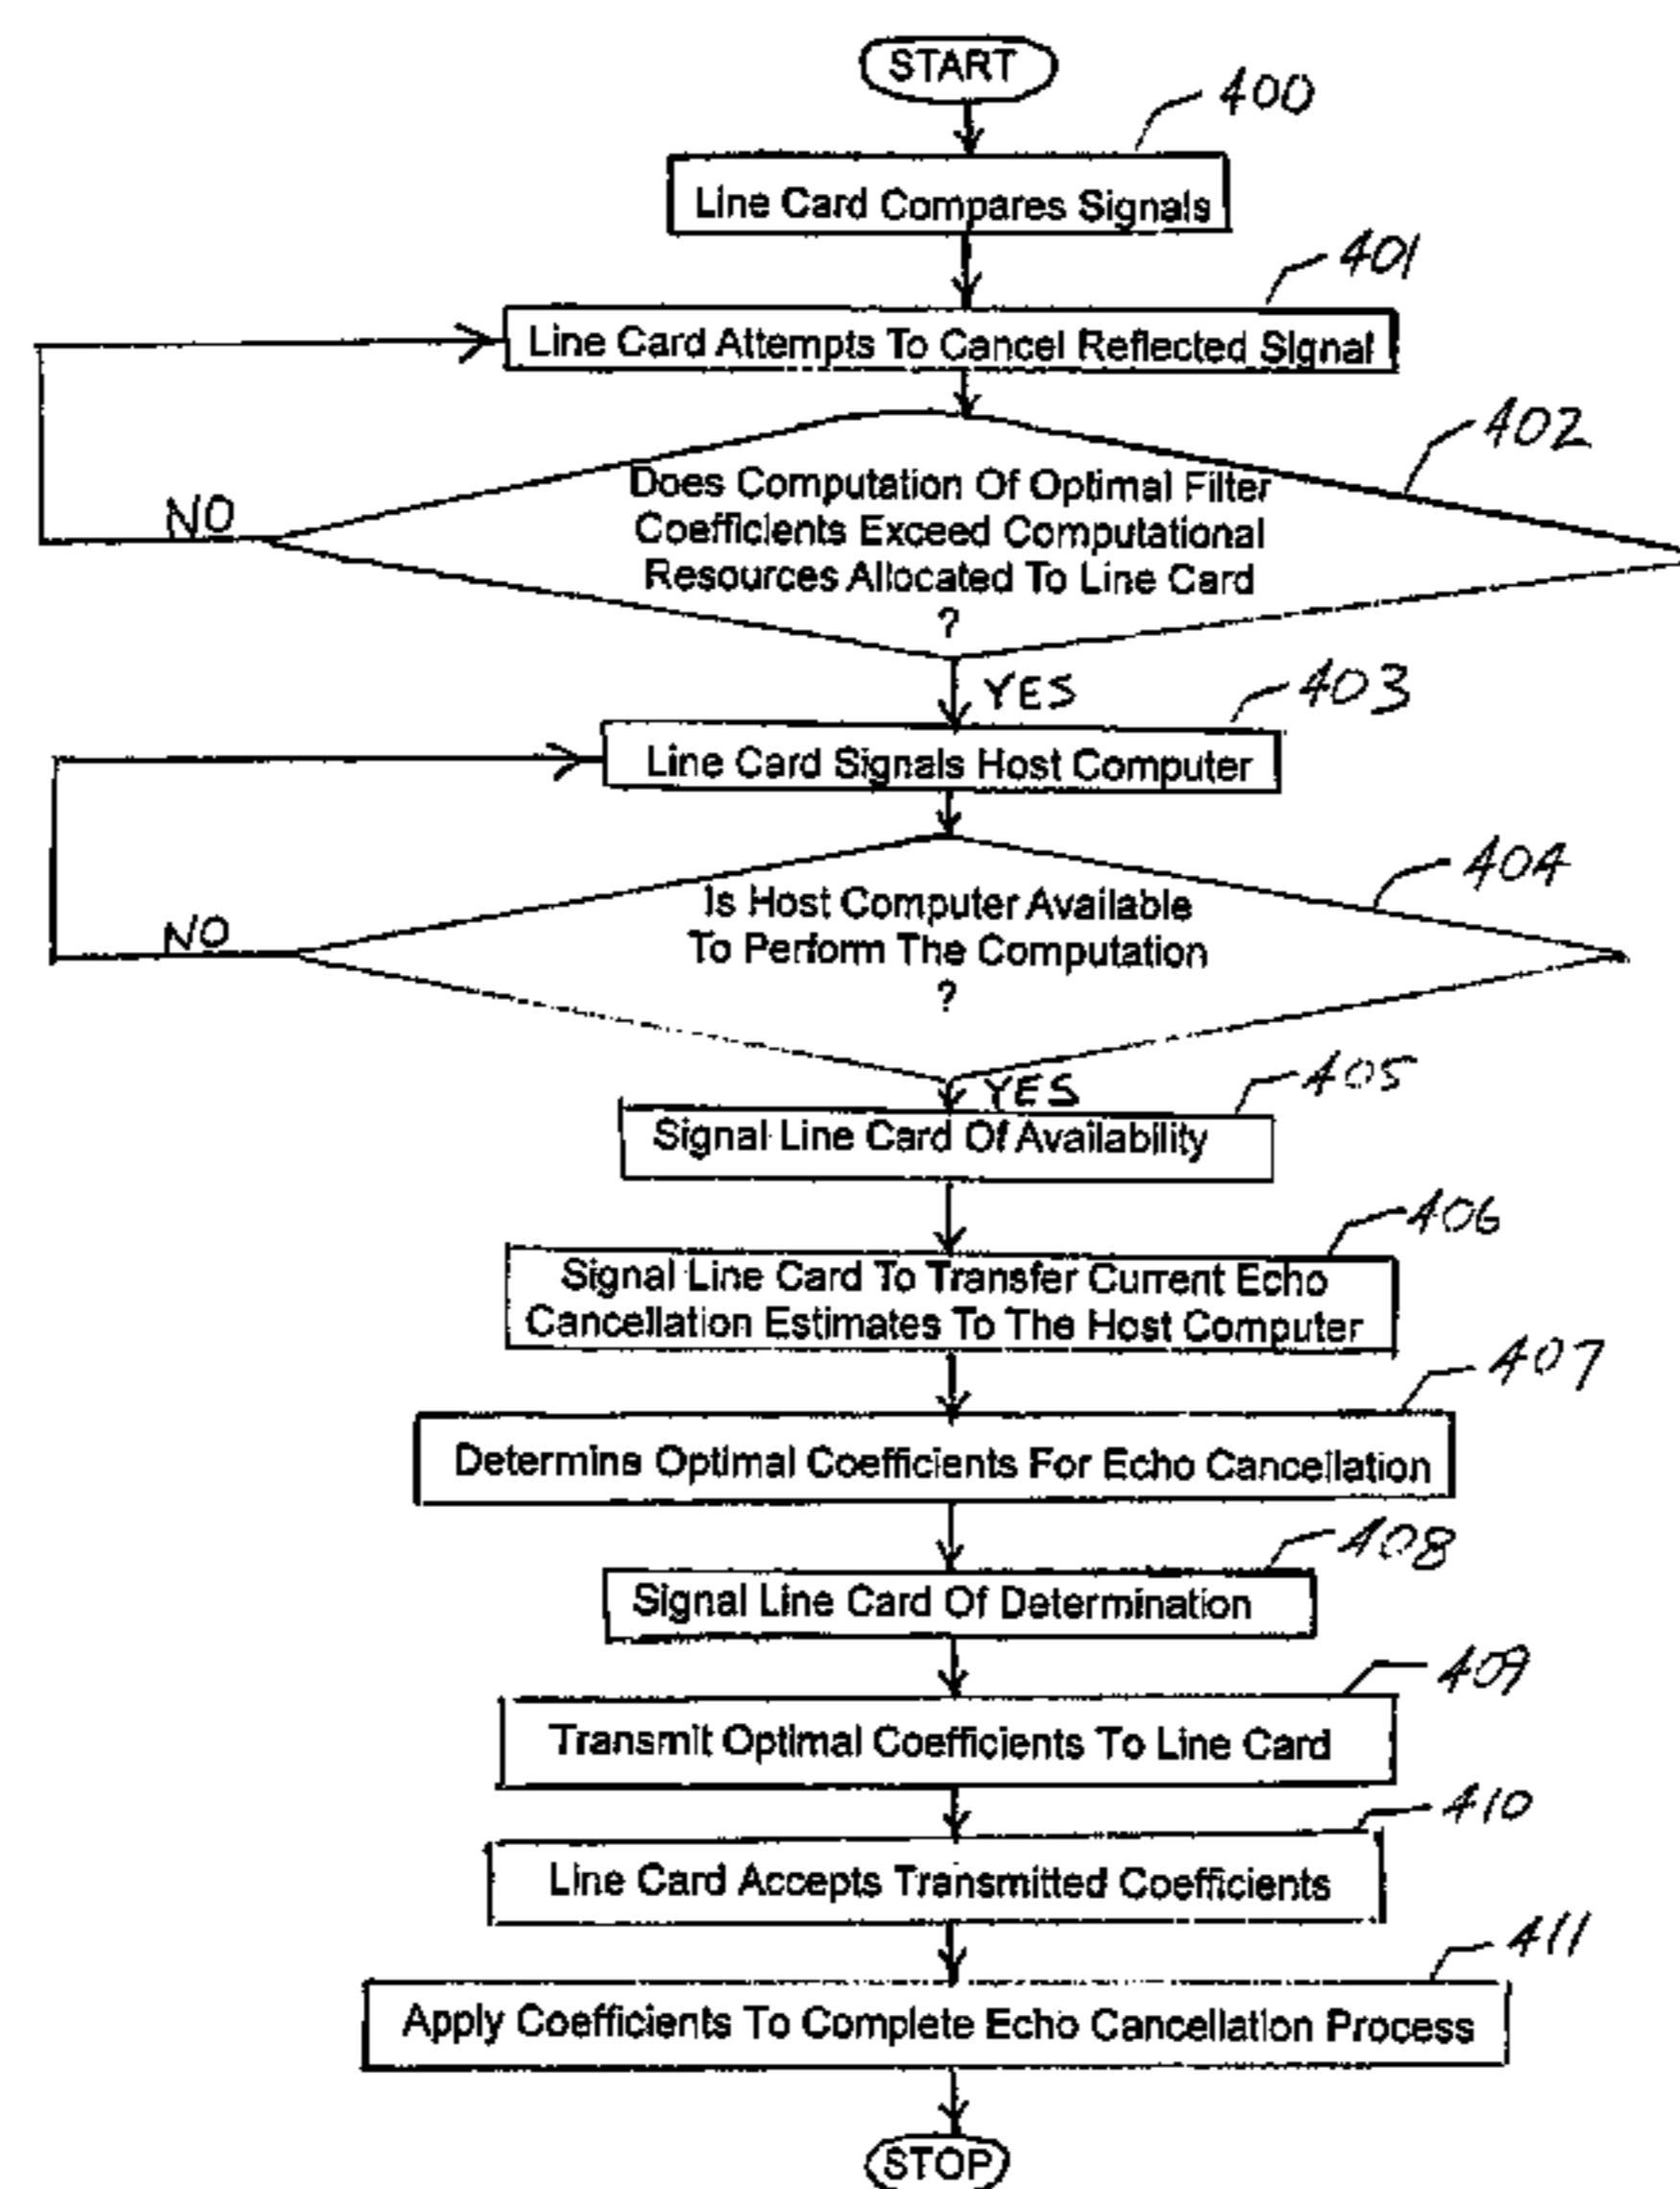 START
400
Line Card Compares Signals
401
Line Card Attempts To Cancel Reflected Signal
402
Does Computation Of Optimal Filter
Coefficients Exceed Computational
Resources Allocated To Line Card
?
NO
YES
403
Line Card Signals Host Computer
404
Is Host Computer Available
To Perform The Computation
?
NO
YES
405
Signal Line Card Of Availability
406
Signal Line Card To Transfer Current Echo
Cancellation Estimates To The Host Computer
407
Determine Optimal Coefficients For Echo Cancellation
408
Signal Line Card Of Determination
409
Transmit Optimal Coefficients To Line Card
410
Line Card Accepts Transmitted Coefficients
411
Apply Coefficients To Complete Echo Cancellation Process
STOP